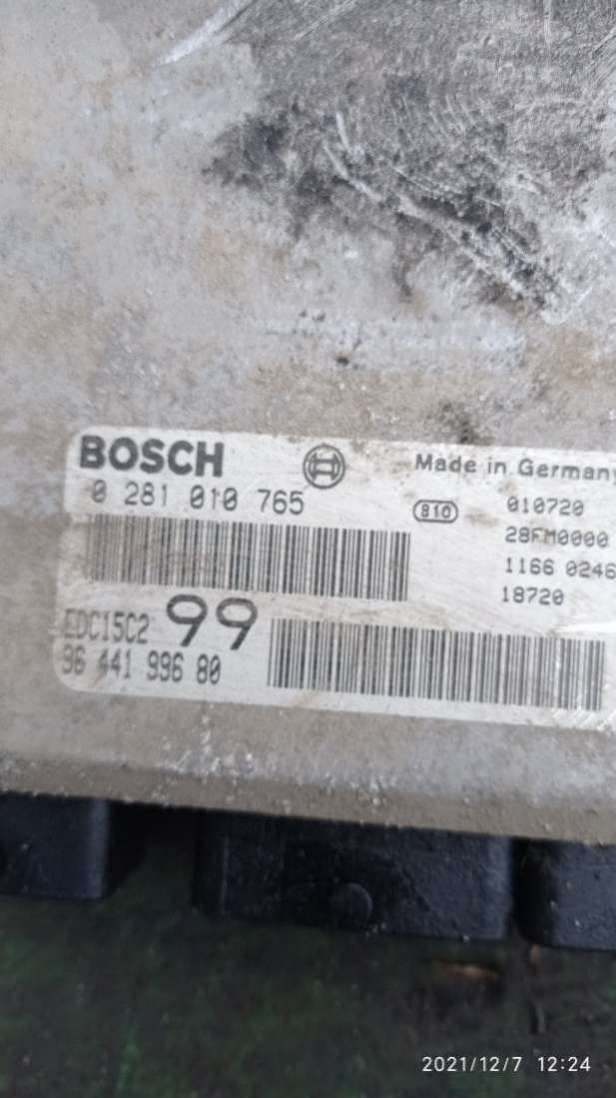 BOSCH
Made in Germany
0 281 010 765
810
010720
28FM0000
1166 0246
18720
EDC15C2 99
96 441 996 80
2021/12/7 12:24